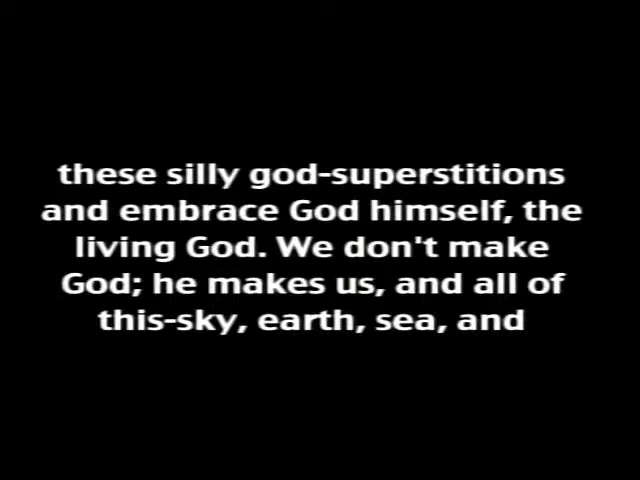 these silly god-superstitions
and embrace God himself, the
living God. We don't make
God; he makes us, and all of
this-sky, earth, sea, and